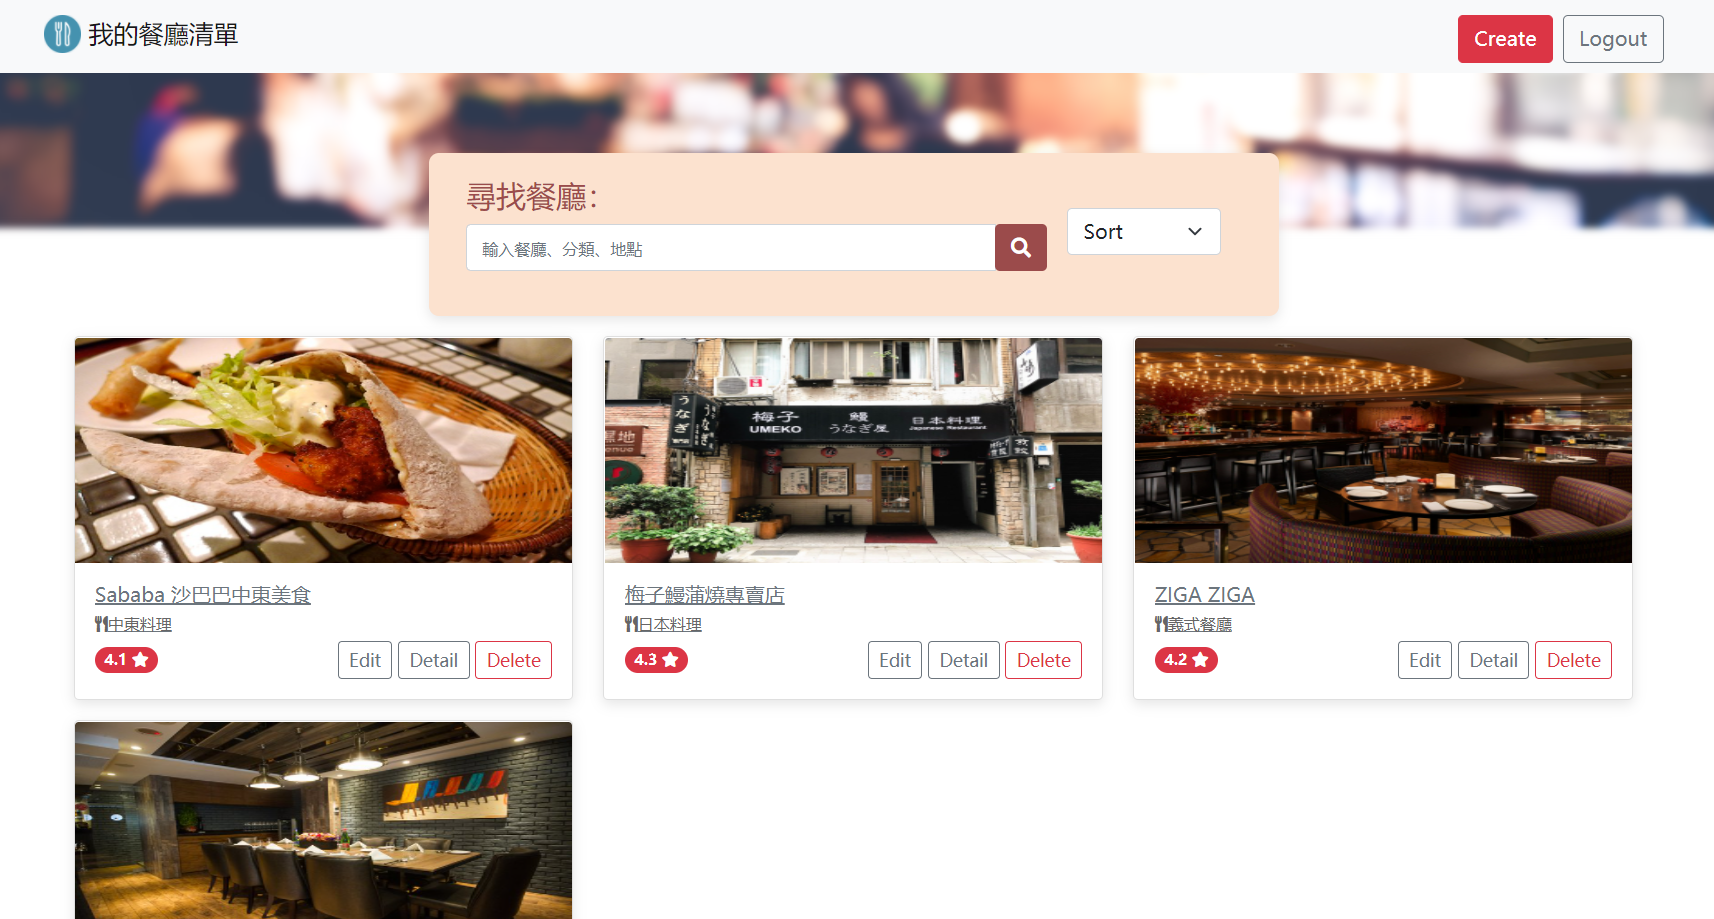 我的餐廳清單
Create
Logout
尋找餐廳：
輸入餐廳、分類、地點
Sort
梅子
UMEKO
鰻
うなぎ屋
日本料理
Japanese Restaurant
うなぎ
Sababa 沙巴巴中東美食
中東料理
4.1
Edit
Detail
Delete
梅子鰻蒲燒專賣店
日本料理
4.3
Edit
Detail
Delete
ZIGA ZIGA
義式餐廳
4.2
Edit
Detail
Delete